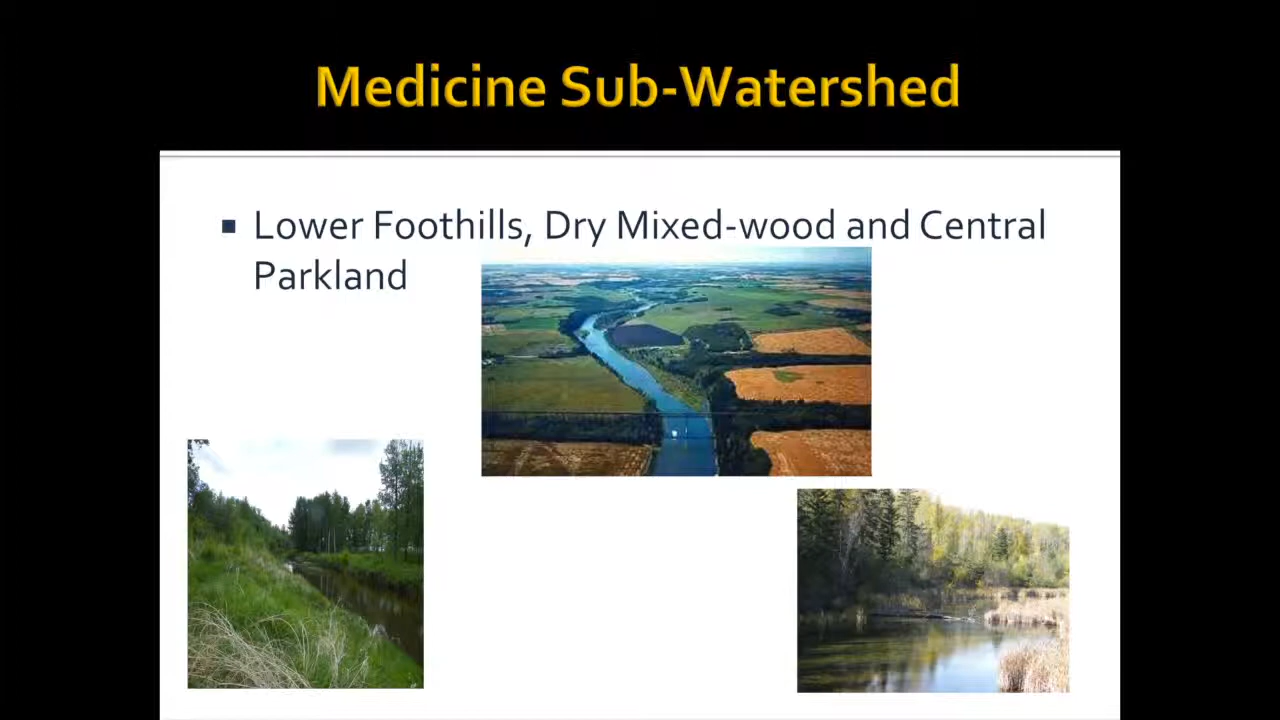 Medicine Sub-Watershed
Lower Foothills, Dry Mixed-wood and Central
Parkland